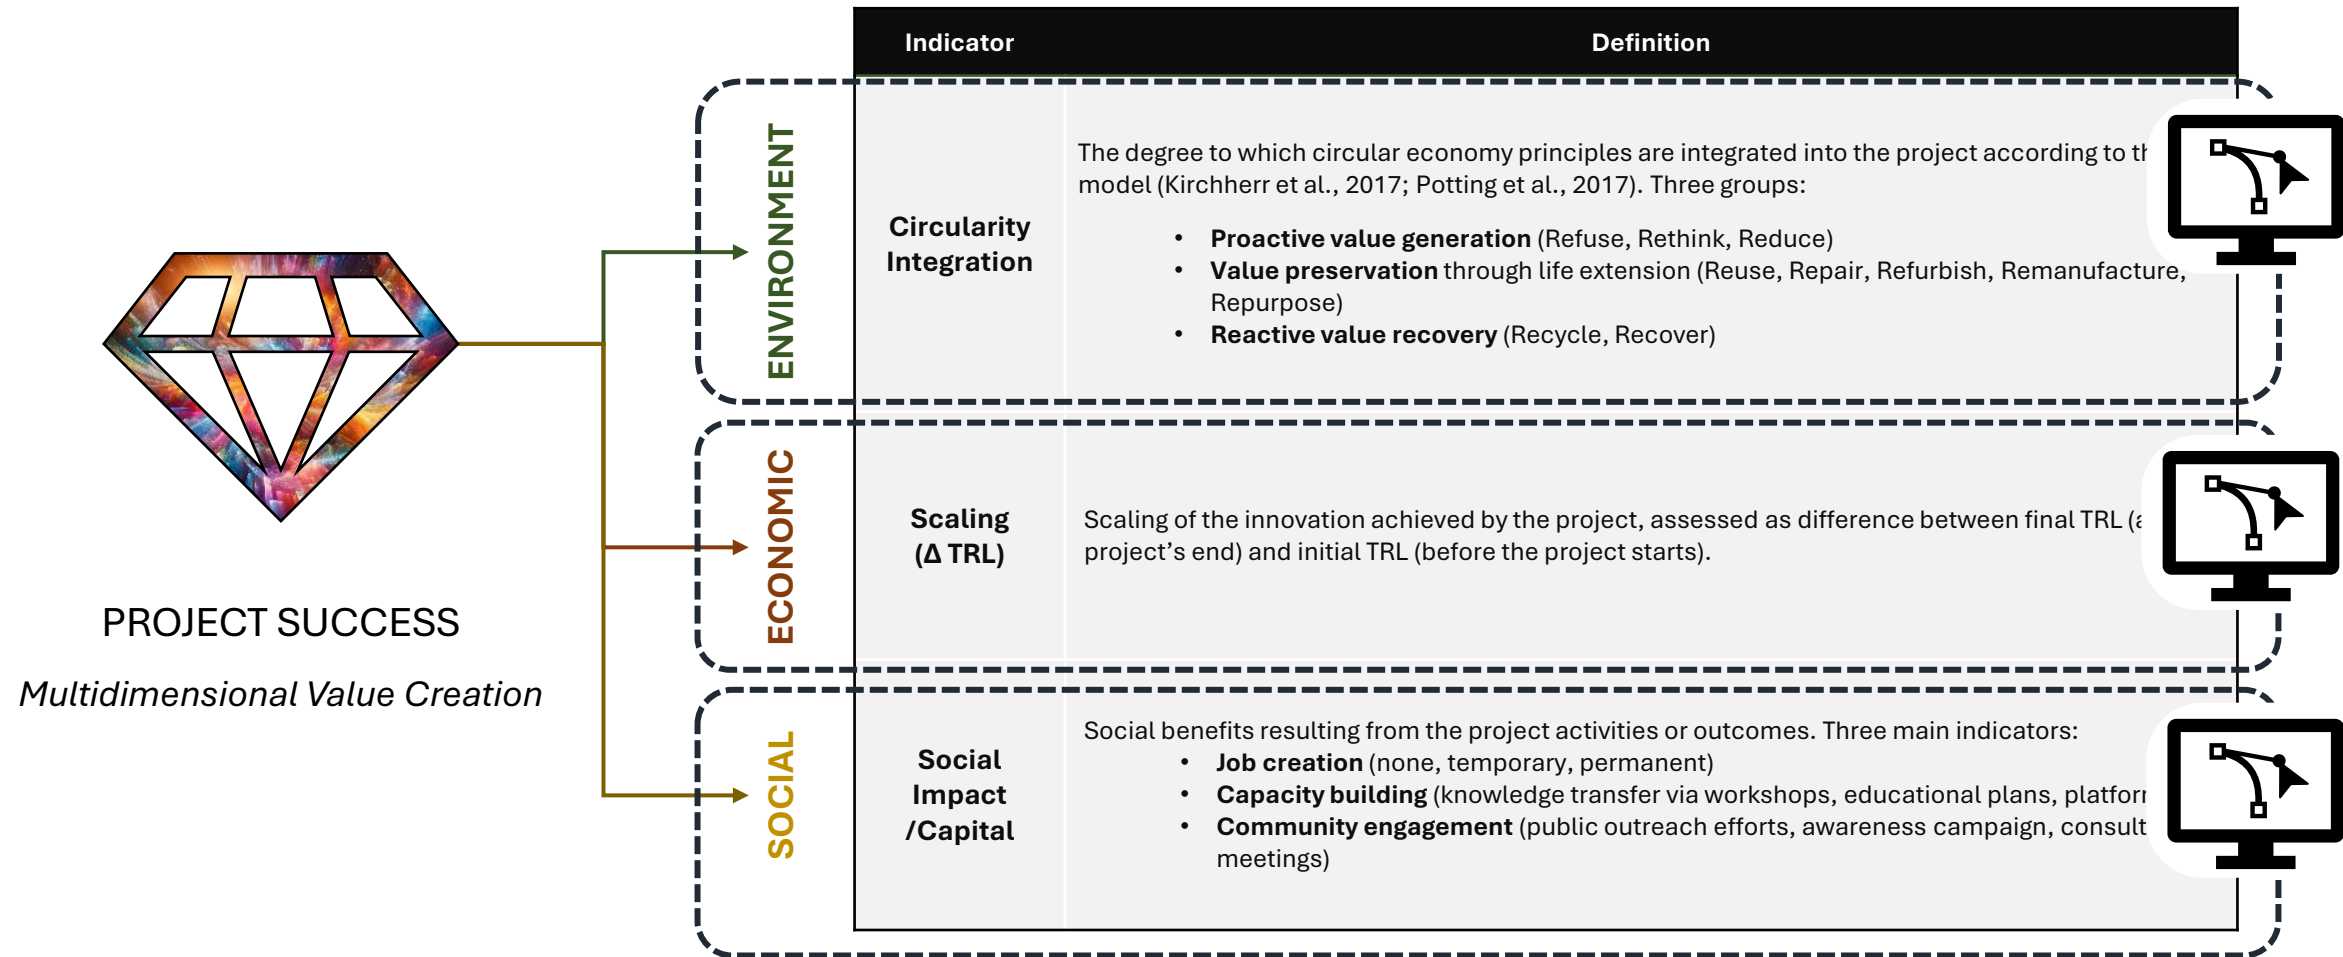 Indicator
Definition
ENVIRONMENT
Circularity
Integration
The degree to which circular economy principles are integrated into the project according to
model (Kirchherr et al., 2017; Potting et al., 2017). Three groups:
• Proactive value generation (Refuse, Rethink, Reduce)
• Value preservation through life extension (Reuse, Repair, Refurbish, Remanufacture,
Repurpose)
• Reactive value recovery (Recycle, Recover)
ECONOMIC
Scaling
(Δ TRL)
Scaling of the innovation achieved by the project, assessed as difference between final TRL
project’s end) and initial TRL (before the project starts).
PROJECT SUCCESS
Multidimensional Value Creation
SOCIAL
Social
Impact
/Capital
Social benefits resulting from the project activities or outcomes. Three main indicators:
• Job creation (none, temporary, permanent)
• Capacity building (knowledge transfer via workshops, educational plans,
• Community engagement (public outreach efforts, awareness campaign,
meetings)